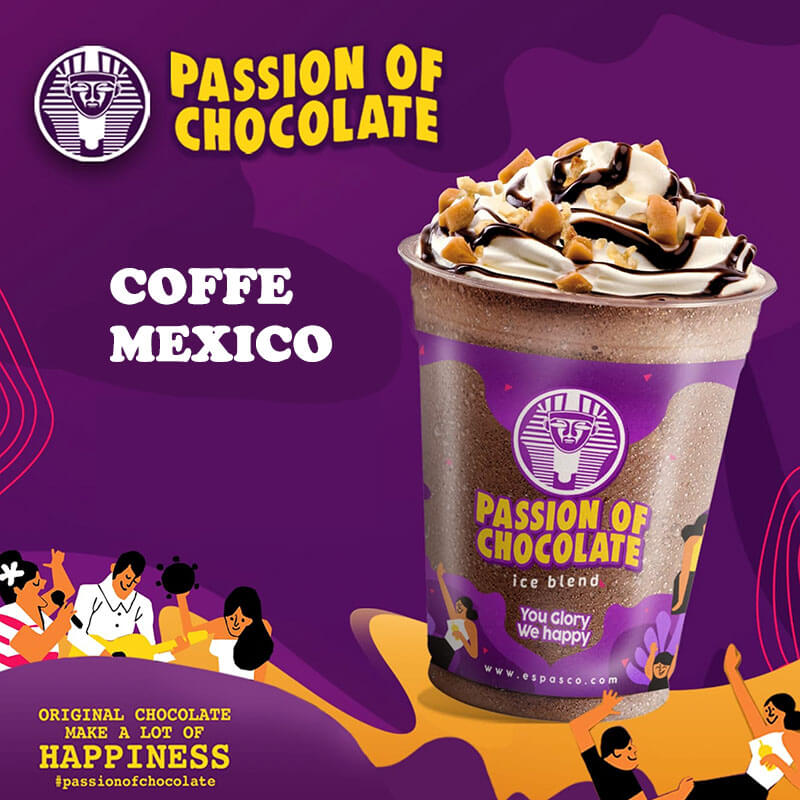 PASSION OF
CHOCOLATE
COFFE
MEXICO
PASSION OF
CHOCOLATE
ice blend
You Glory
We happy
www.espasco.com
ORIGINAL CHOCOLATE
MAKE A LOT OF
HAPPINESS
#passionofchocolate